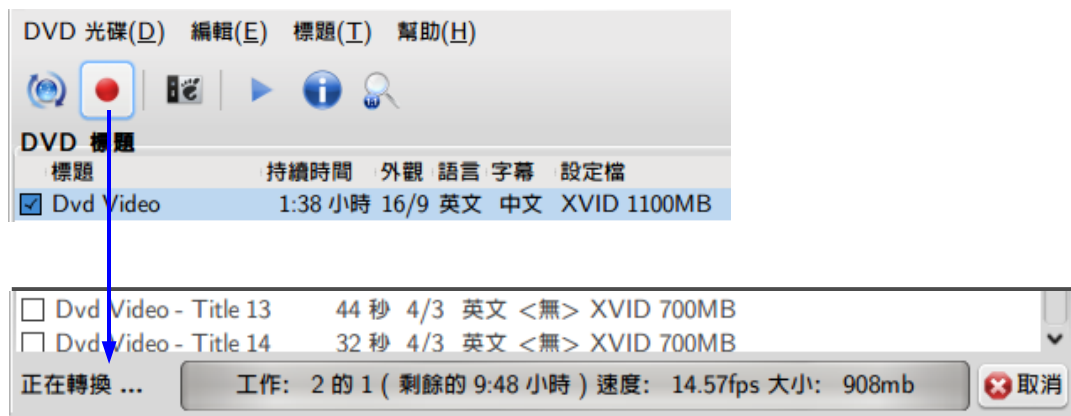 DVD 光碟(D) 編輯(E) 標題(T) 幫助(H)
DVD 標題
標題 持續時間 外觀 語言 字幕 設定檔
Dvd Video 1:38 小時 16/9 英文 中文 XVID 1100MB
Dvd Video - Title 13 44 秒 4/3 英文 <無> XVID 700MB
Dvd Video - Title 14 32 秒 4/3 英文 <無> XVID 700MB
正在轉換 ... 工作: 2 的 1 ( 剩餘的 9:48 小時 ) 速度: 14.57fps 大小: 908mb 取消